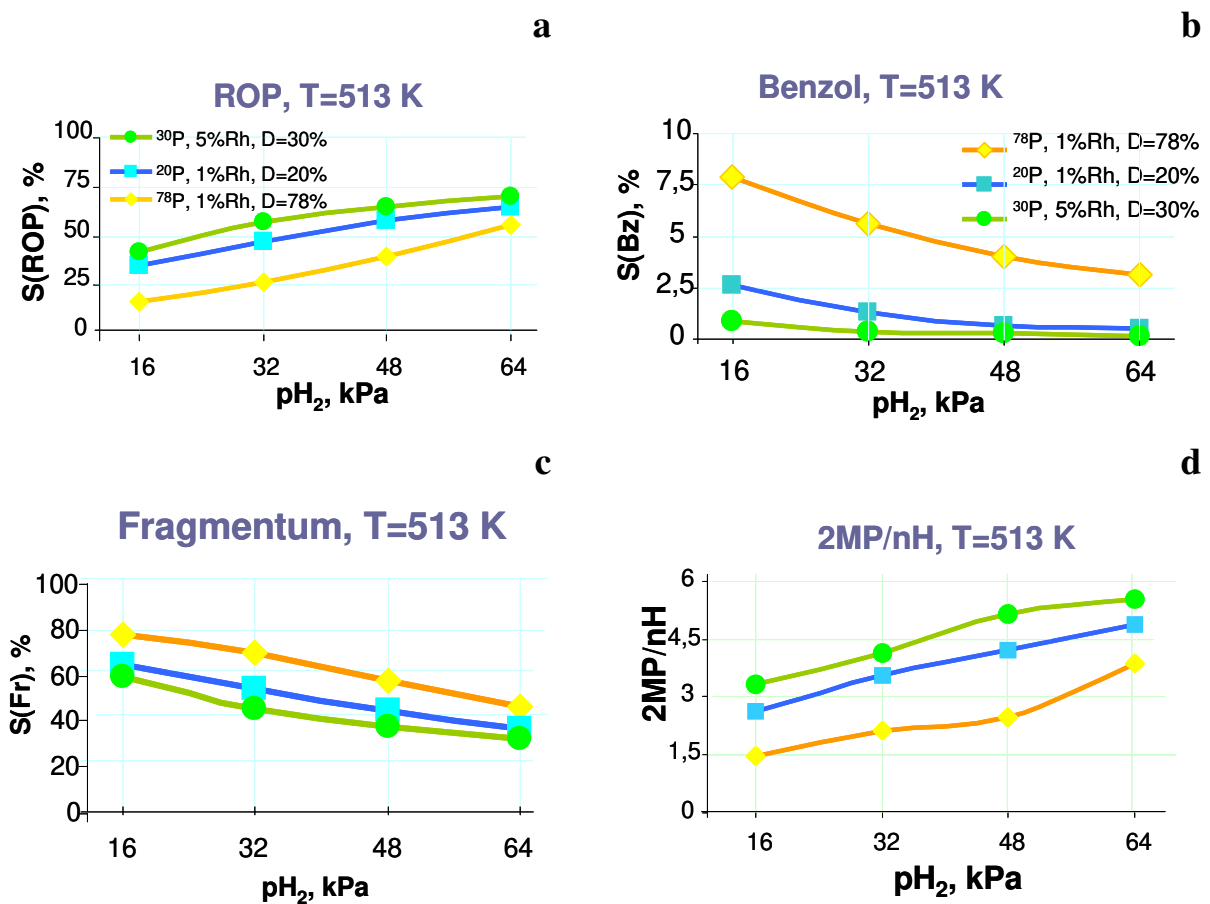 a
ROP, T=513 K
100
75
50
25
0
S(ROP), %
³⁰P, 5%Rh, D=30%
²⁰P, 1%Rh, D=20%
⁷⁸P, 1%Rh, D=78%
16 32 48 64
pH₂, kPa
b
Benzol, T=513 K
10
7,5
5
2,5
0
S(Bz), %
⁷⁸P, 1%Rh, D=78%
²⁰P, 1%Rh, D=20%
³⁰P, 5%Rh, D=30%
16 32 48 64
pH₂, kPa
c
Fragmentum, T=513 K
100
80
60
40
20
0
S(Fr), %
16 32 48 64
pH₂, kPa
d
2MP/nH, T=513 K
6
4,5
3
1,5
0
2MP/nH
16 32 48 64
pH₂, kPa